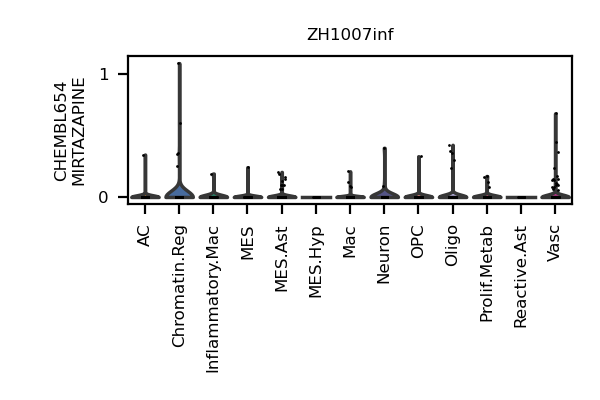 ZH1007inf
CHEMBL654
MIRTAZAPINE
1
0
AC
Chromatin.Reg
Inflammatory.Mac
MES
MES.Ast
MES.Hyp
Mac
Neuron
OPC
Oligo
Prolif.Metab
Reactive.Ast
Vasc